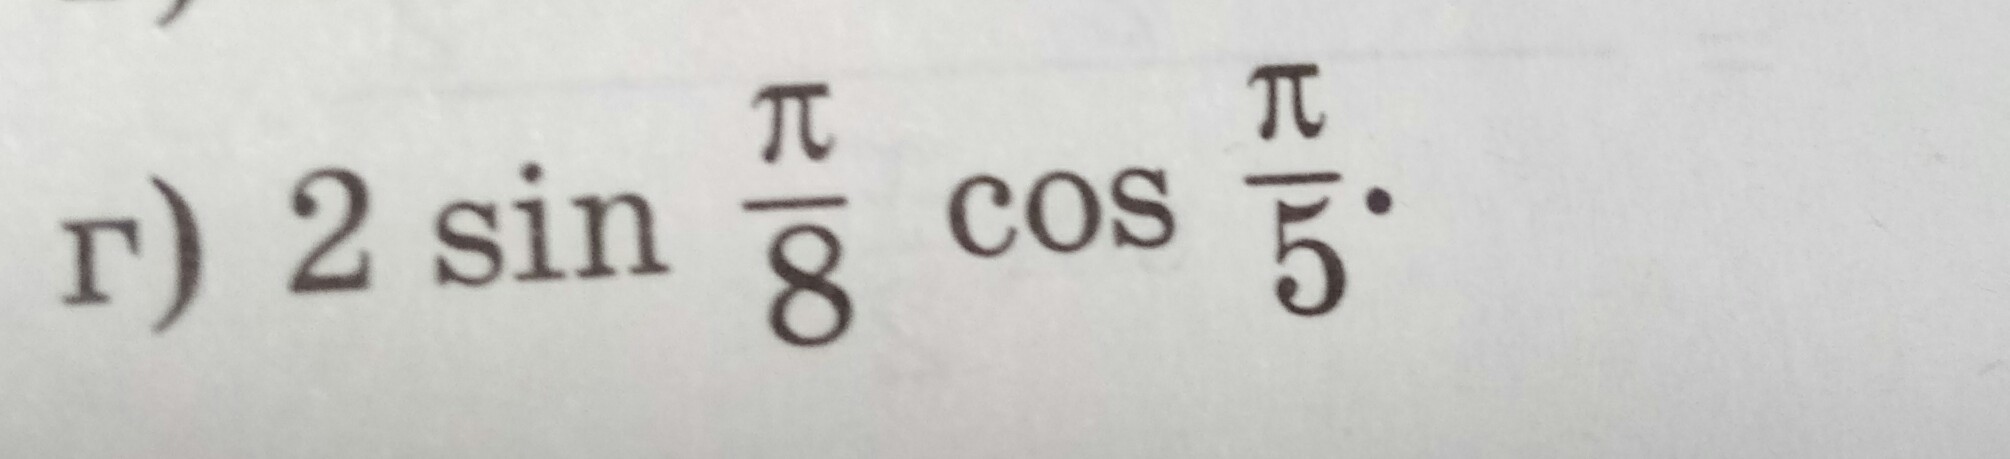 г) 2 sin π/8 cos π/5.